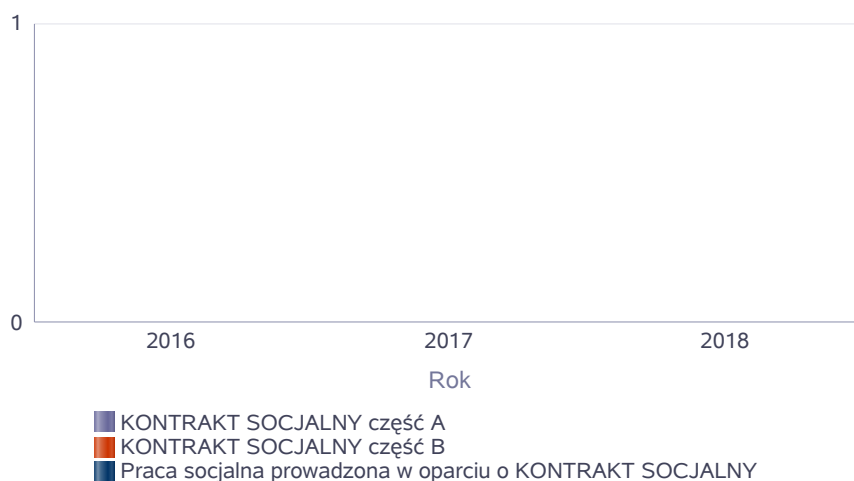 1
0
2016 2017 2018
Rok
KONTRAKT SOCJALNY część A
KONTRAKT SOCJALNY część B
Praca socjalna prowadzona w oparciu o KONTRAKT SOCJALNY